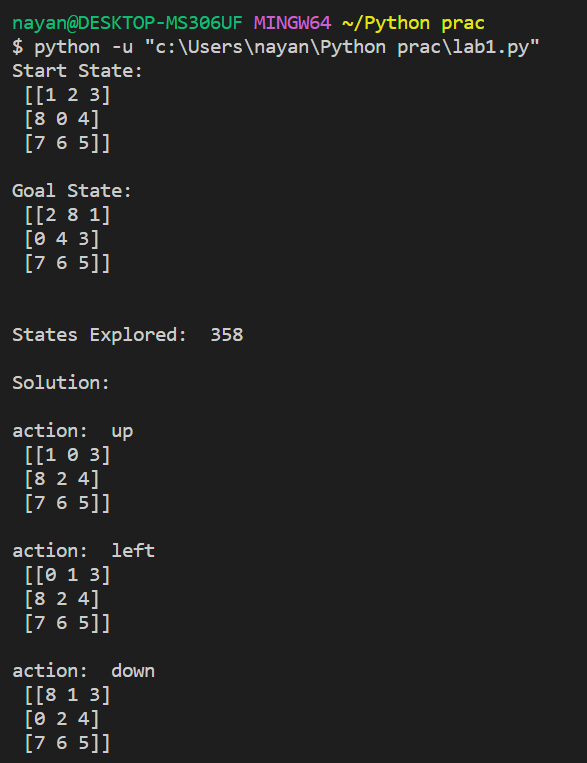 nayan@DESKTOP-MS306UF MINGW64 ~/Python prac
$ python -u "c:\Users\nayan\Python prac\lab1.py"
Start State:
 [[1 2 3]
 [8 0 4]
 [7 6 5]]

Goal State:
 [[2 8 1]
 [0 4 3]
 [7 6 5]]


States Explored:  358

Solution:

action:  up
 [[1 0 3]
 [8 2 4]
 [7 6 5]]

action:  left
 [[0 1 3]
 [8 2 4]
 [7 6 5]]

action:  down
 [[8 1 3]
 [0 2 4]
 [7 6 5]]